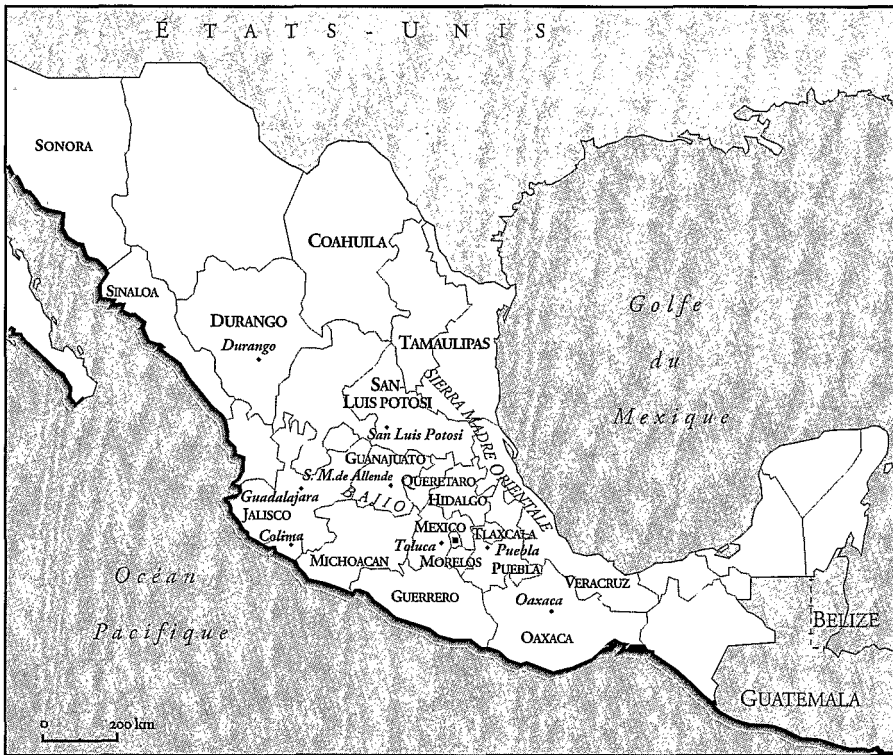 ÉTATS-UNIS
SONORA
COAHUILA
SINALOA
DURANGO
Durango
TAMAULIPAS
Golfe
du
Mexique
SAN-
LUIS POTOSI
SIERRA MADRE ORIENTALE
San Luis Potosi
GUANAJUATO
S. M. de Allende
QUERETARO
Guadalajara
BAJIO
HIDALGO
JALISCO
MEXICO
TLAXCALA
Colima
Toluca
Puebla
MICHOACAN
MORELOS
PUEBLA
Océan
Pacifique
GUERRERO
VERACRUZ
Oaxaca
OAXACA
BELIZE
GUATEMALA
0 200 km